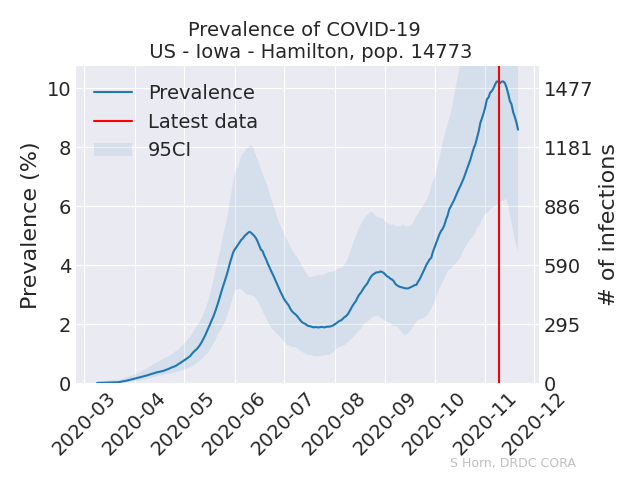 Prevalence of COVID-19
US - Iowa - Hamilton, pop. 14773
Prevalence
Latest data
95CI
Prevalence (%)
10
8
6
4
2
0
1477
1181
886
590
295
0
# of infections
2020-03
2020-04
2020-05
2020-06
2020-07
2020-08
2020-09
2020-10
2020-11
2020-12
S Horn, DRDC CORA